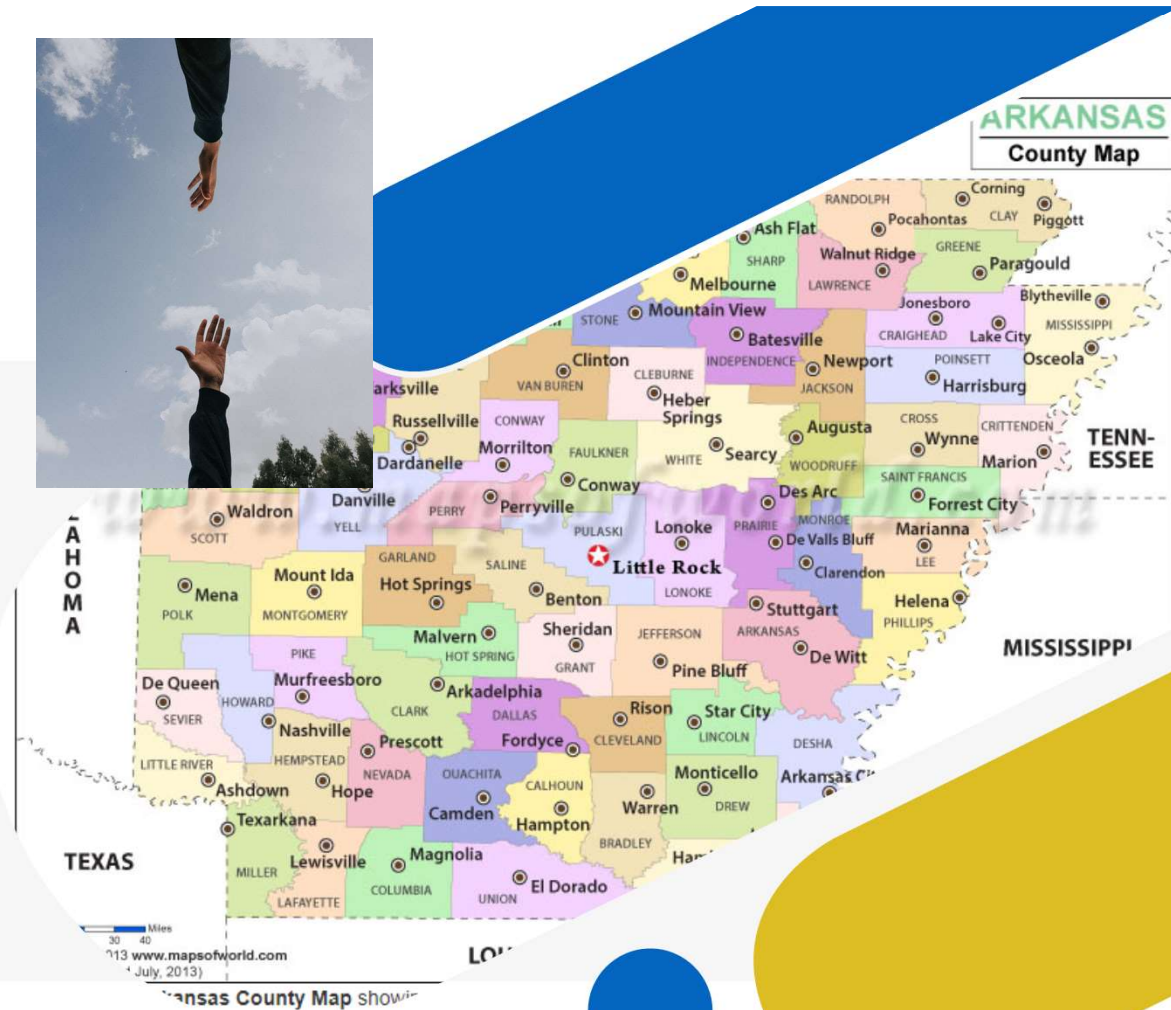 ARKANSAS
County Map
Corning
RANDOLPH
Pocahontas
CLAY
Piggott
Ash Flat
SHARP
Walnut Ridge
GREENE
Paragould
Melbourne
LAWRENCE
Blytheville
Jonesboro
STONE
Mountain View
CRAIGHEAD
Lake City
MISSISSIPPI
Batesville
Clinton
INDEPENDENCE
Newport
POINSETT
Osceola
VAN BUREN
CLEBURNE
JACKSON
Harrisburg
arksville
Heber
Springs
Russellville
CONWAY
CROSS
CRITTENDEN
Augusta
Wynne
TENN-
ESSEE
Morrilton
FAULKNER
Searcy
WHITE
WOODRUFF
Marion
Dardanelle
SAINT FRANCIS
Conway
Des Arc
Forrest City
Danville
Perryville
Waldron
PERRY
YELL
PULASKI
Lonoke
PRAIRIE
MONROE
Marianna
SCOTT
De Valls Bluff
LEE
GARLAND
SALINE
Little Rock
Clarendon
AHOMA
Mount Ida
Hot Springs
Mena
Benton
LONOKE
Helena
POLK
MONTGOMERY
Stuttgart
PHILLIPS
Malvern
Sheridan
JEFFERSON
ARKANSAS
HOT SPRING
GRANT
De Witt
MISSISSIPPI
PIKE
Pine Bluff
De Queen
Murfreesboro
Arkadelphia
HOWARD
SEVIER
CLARK
DALLAS
Rison
Star City
Nashville
Fordyce
CLEVELAND
LINCOLN
DESHA
Prescott
HEMPSTEAD
LITTLE RIVER
NEVADA
OUACHITA
Monticello
Arkansas Ci
Ashdown
Hope
CALHOUN
DREW
Camden
Warren
Texarkana
Hampton
BRADLEY
Lewisville
Magnolia
Ham
TEXAS
MILLER
COLUMBIA
El Dorado
LAFAYETTE
UNION
Miles
30 40
013 www.mapsofworld.com
July, 2013)
LOU
kansas County Map showin